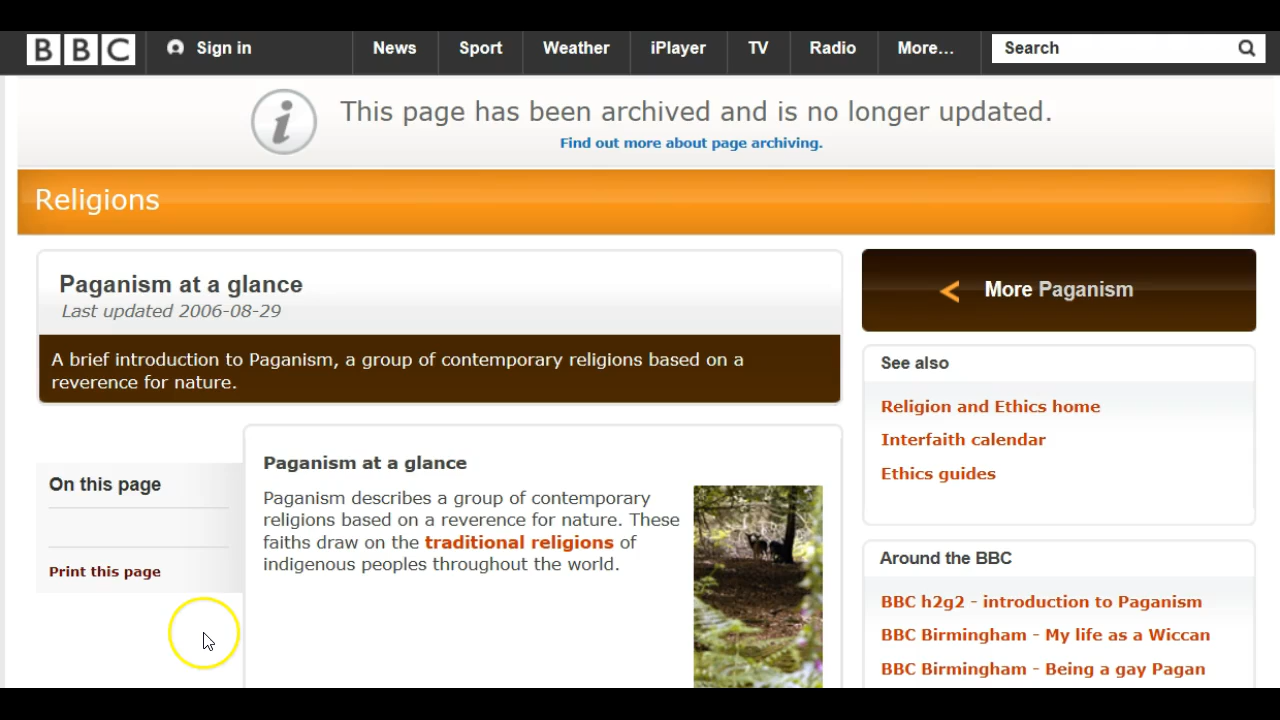 BBC Sign in News Sport Weather iPlayer TV Radio More... Search
This page has been archived and is no longer updated.
Find out more about page archiving.
Religions
Paganism at a glance
Last updated 2006-08-29
A brief introduction to Paganism, a group of contemporary religions based on a
reverence for nature.
On this page
Print this page
Paganism at a glance
Paganism describes a group of contemporary
religions based on a reverence for nature. These
faiths draw on the traditional religions of
indigenous peoples throughout the world.
More Paganism
See also
Religion and Ethics home
Interfaith calendar
Ethics guides
Around the BBC
BBC h2g2 - introduction to Paganism
BBC Birmingham - My life as a Wiccan
BBC Birmingham - Being a gay Pagan